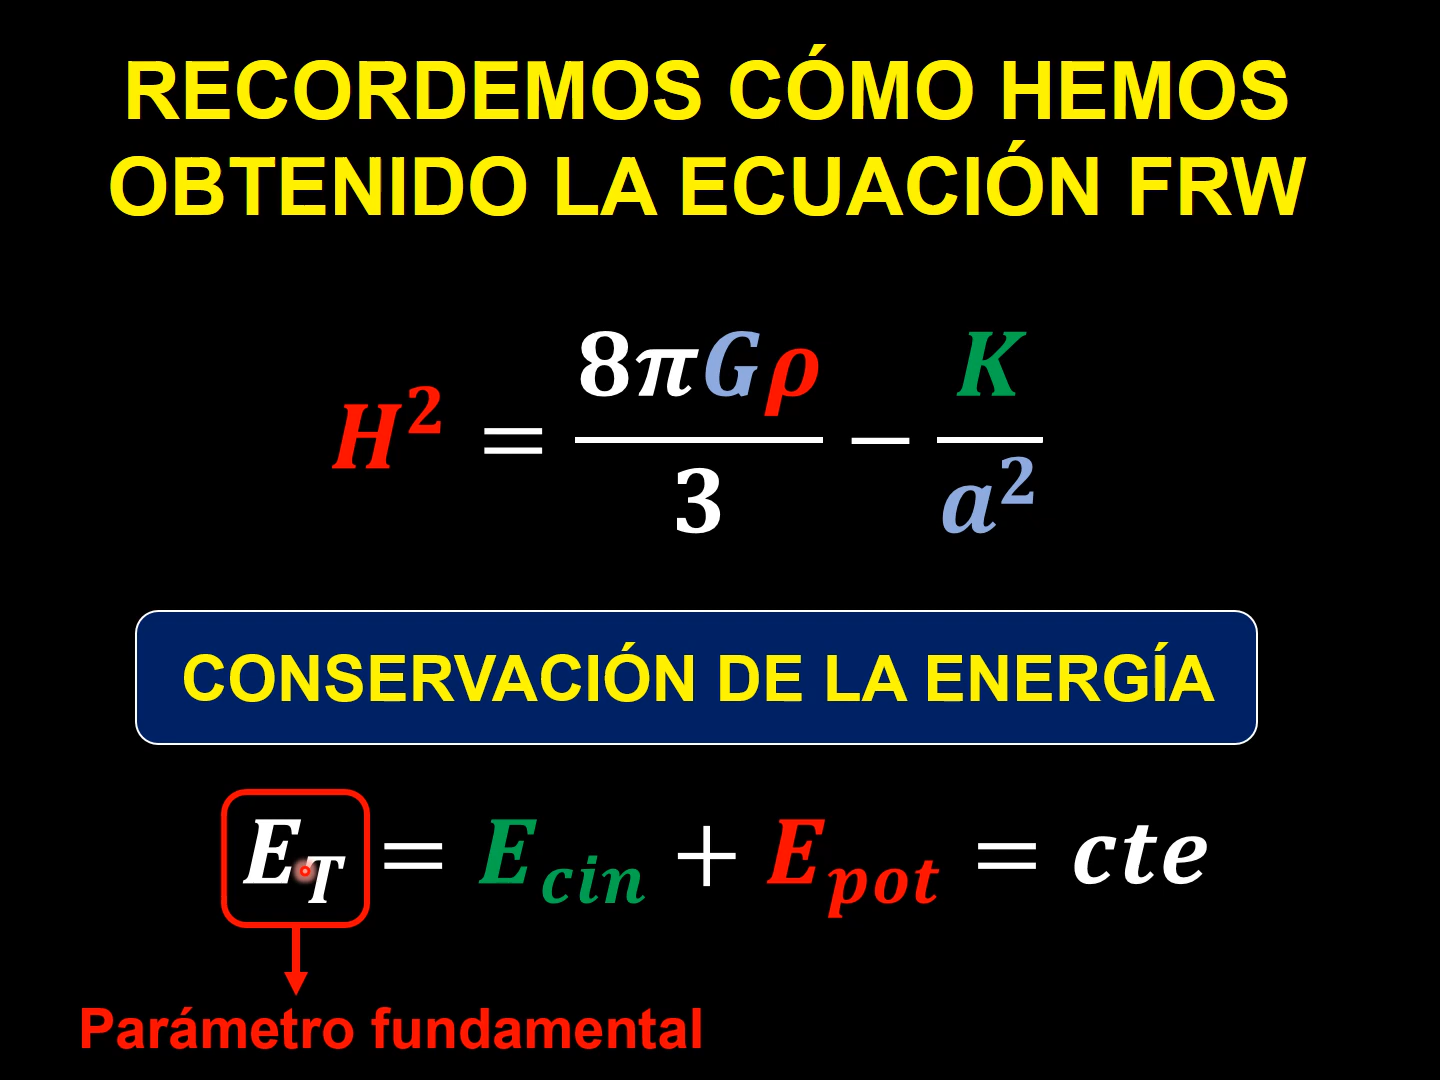 RECORDEMOS CÓMO HEMOS
OBTENIDO LA ECUACIÓN FRW
H² = 8πGρ/3 − K/a²
CONSERVACIÓN DE LA ENERGÍA
E_T = E_cin + E_pot = cte
Parámetro fundamental